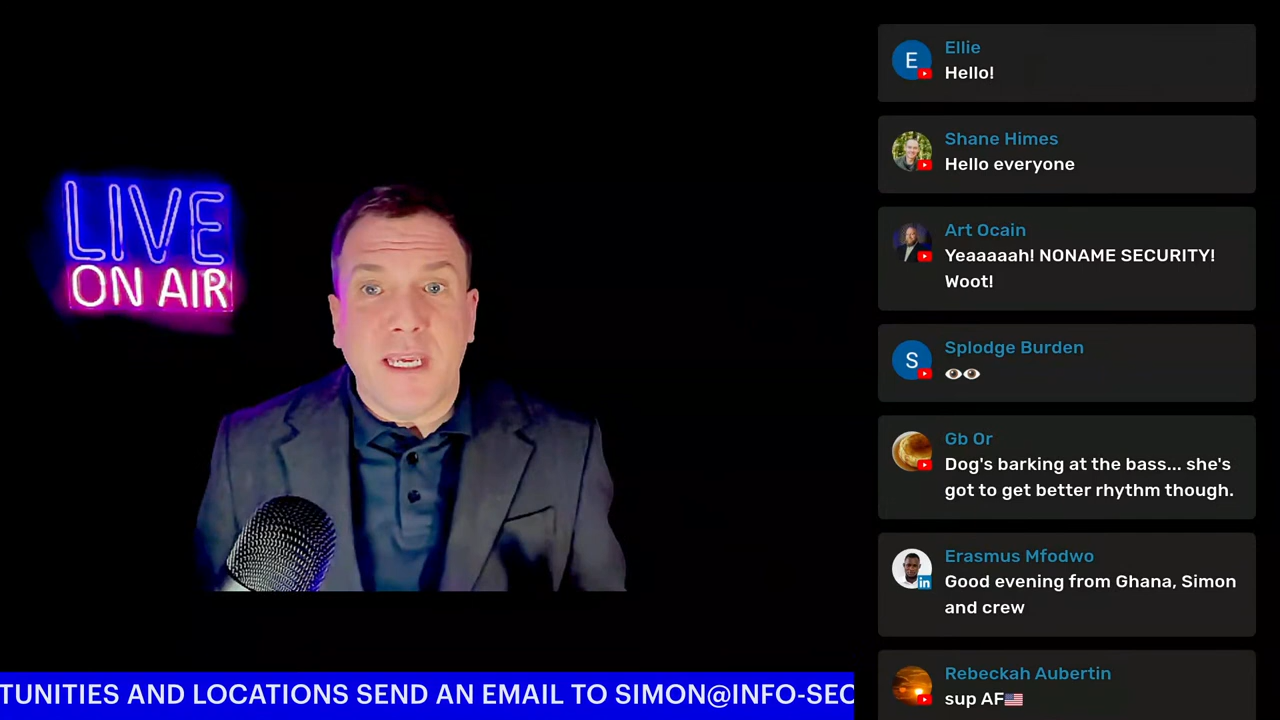 LIVE
ON AIR
TUNITIES AND LOCATIONS SEND AN EMAIL TO SIMON@INFO-SEC
E
Ellie
Hello!
Shane Himes
Hello everyone
Art Ocain
Yeaaaaah! NONAME SECURITY!
Woot!
S
Splodge Burden
👁️👁️
Gb Or
Dog's barking at the bass... she's
got to get better rhythm though.
in
Erasmus Mfodwo
Good evening from Ghana, Simon
and crew
Rebeckah Aubertin
sup AF🇺🇸